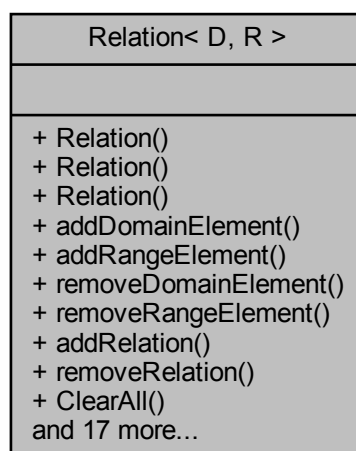 Relation< D, R >
+ Relation()
+ Relation()
+ Relation()
+ addDomainElement()
+ addRangeElement()
+ removeDomainElement()
+ removeRangeElement()
+ addRelation()
+ removeRelation()
+ ClearAll()
and 17 more...